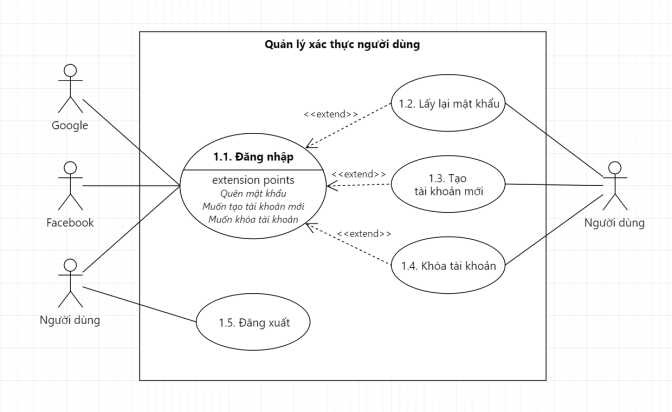 Quản lý xác thực người dùng
Google
Facebook
Người dùng
1.1. Đăng nhập
extension points
Quên mật khẩu
Muốn tạo tài khoản mới
Muốn khóa tài khoản
<<extend>>
<<extend>>
<<extend>>
1.2. Lấy lại mật khẩu
1.3. Tạo
tài khoản mới
1.4. Khóa tài khoản
1.5. Đăng xuất
Người dùng